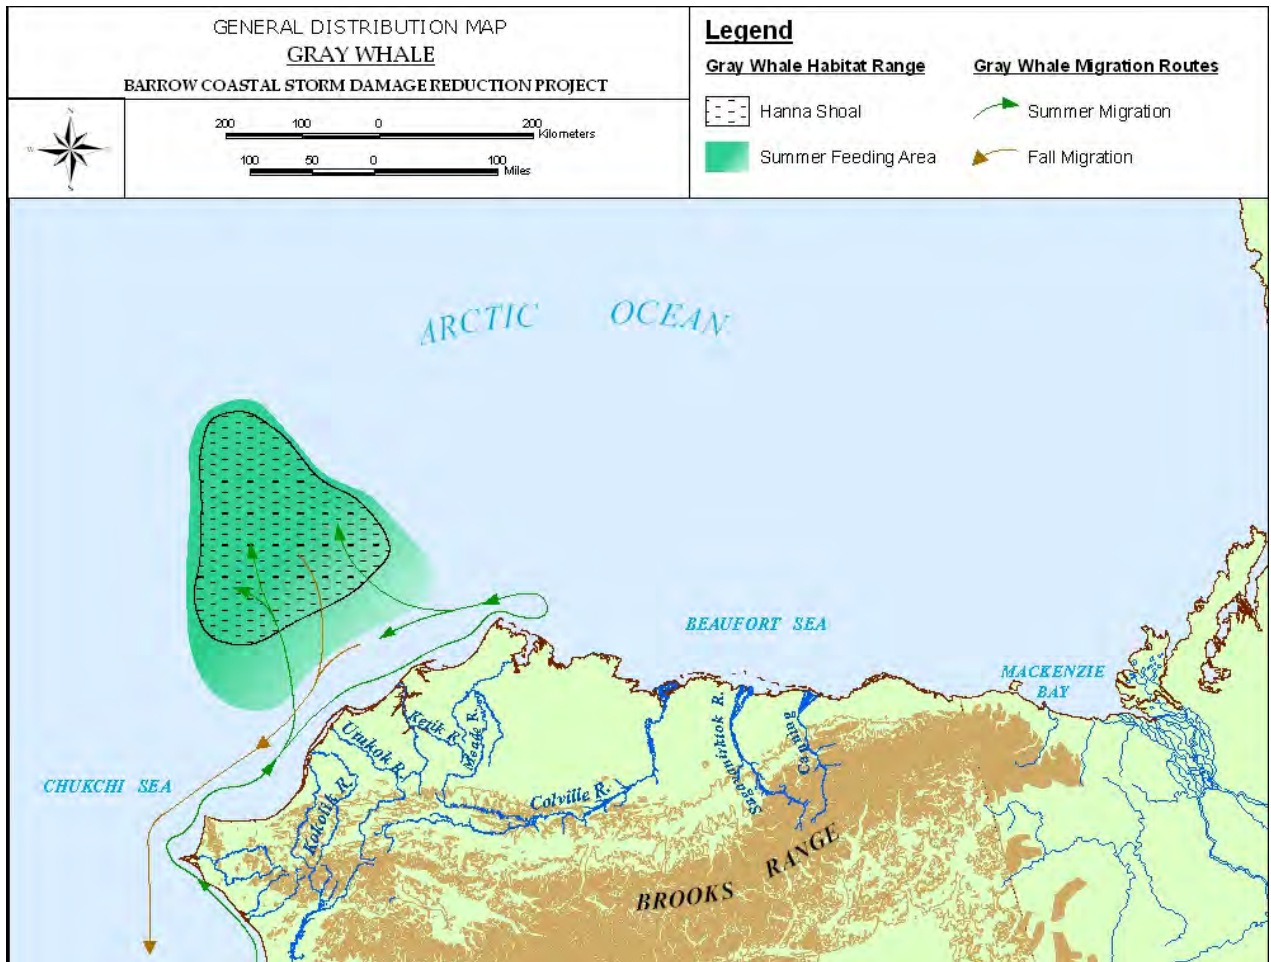 GENERAL DISTRIBUTION MAP
GRAY WHALE
BARROW COASTAL STORM DAMAGE REDUCTION PROJECT
N
W
S
200 100 0 200
Kilometers
100 50 0 100
Miles
Legend
Gray Whale Habitat Range
Hanna Shoal
Summer Feeding Area
Gray Whale Migration Routes
Summer Migration
Fall Migration
ARCTIC OCEAN
BEAUFORT SEA
MACKENZIE
BAY
CHUKCHI SEA
Ketik R.
Meade R.
Utukok R.
Kokolik R.
Colville R.
Canning
BROOKS RANGE